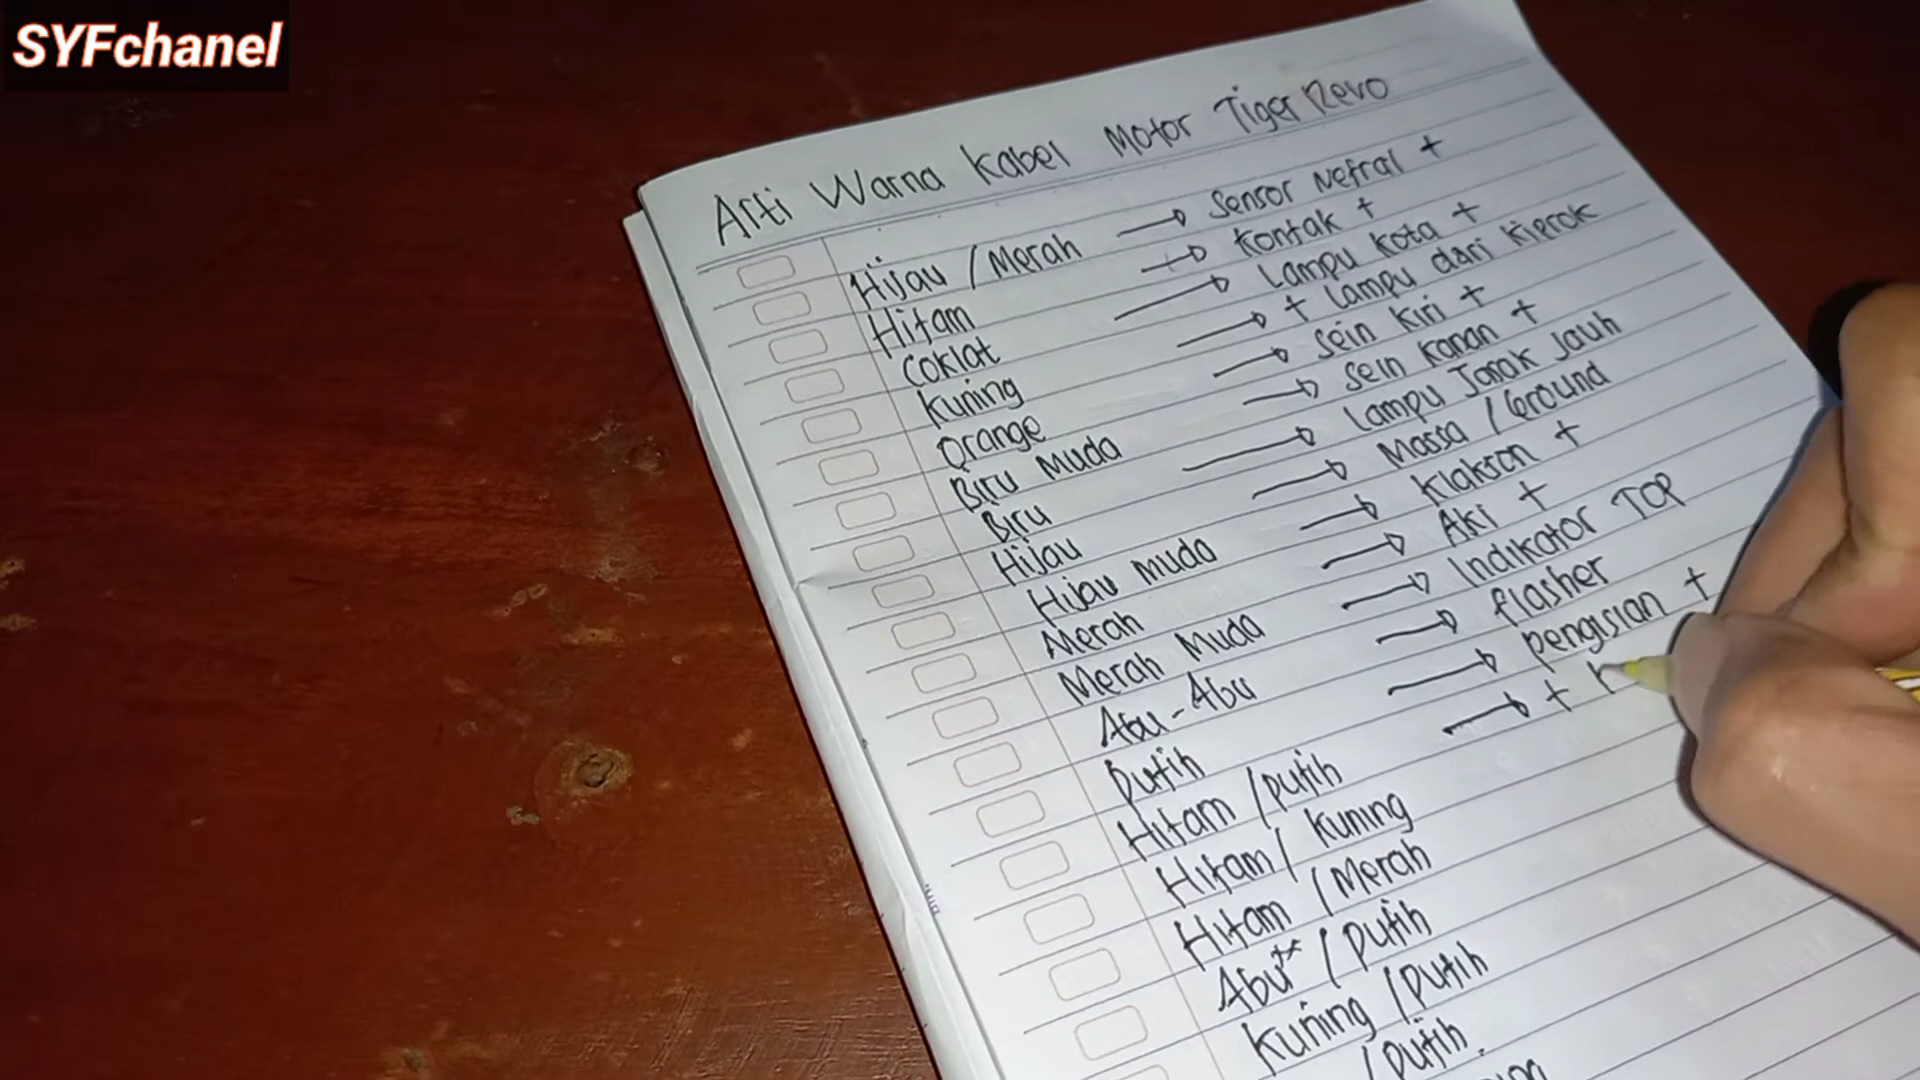 SYFchanel
Arti Warna Kabel Motor Tiger Revo
Hijau / Merah → Sensor Netral +
Hitam → Kontak +
Coklat → Lampu Kota +
Kuning → + Lampu dari Kierok
Orange → Sein Kiri +
Biru Muda → Sein Kanan +
Biru → Lampu Jarak Jauh
Hijau → Massa / Ground
Hijau Muda → Klakson +
Merah → Aki +
Merah Muda → Indikator TOP
Abu-Abu → flasher
Putih → pengisian +
Hitam / putih → +
Hitam / Kuning
Hitam / Merah
Abu** / putih
Kuning / putih
/ putih